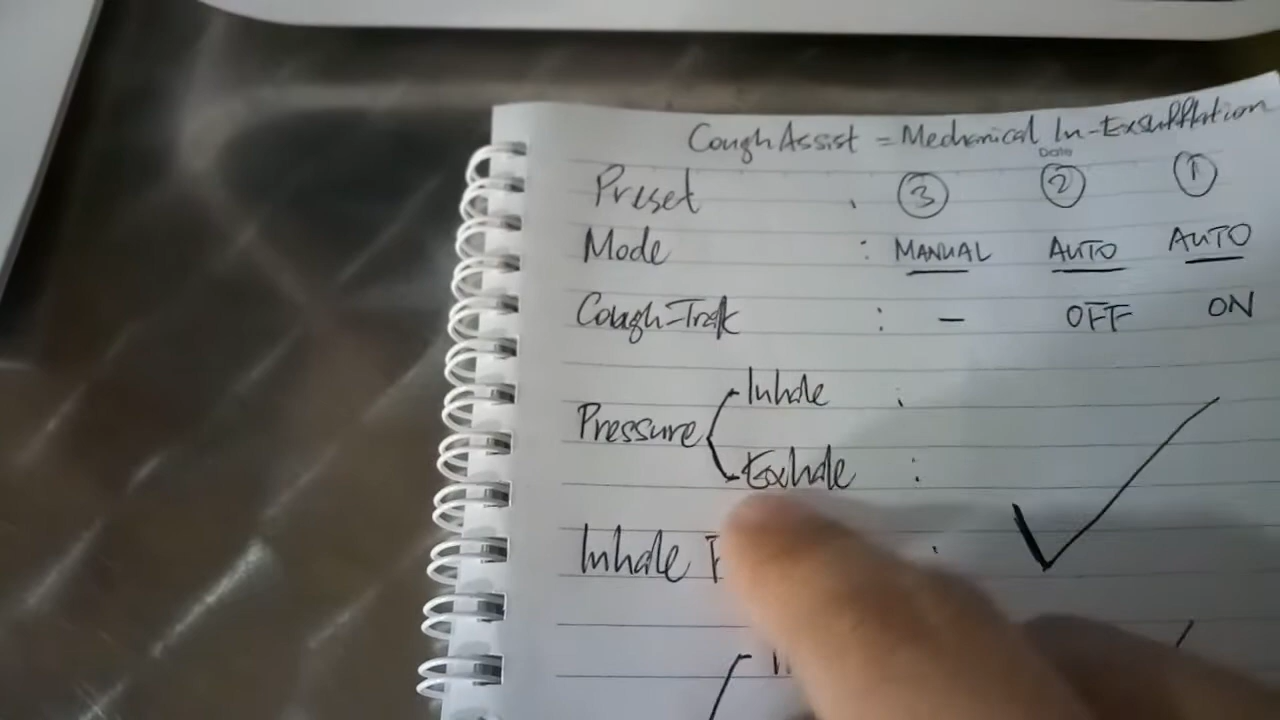 CoughAssist = Mechanical In-Exsufflation
Date
Preset : ③ ② ①
Mode : MANUAL AUTO AUTO
Cough-Trak : - OFF ON
Pressure
Inhale :
Exhale :
Inhale :